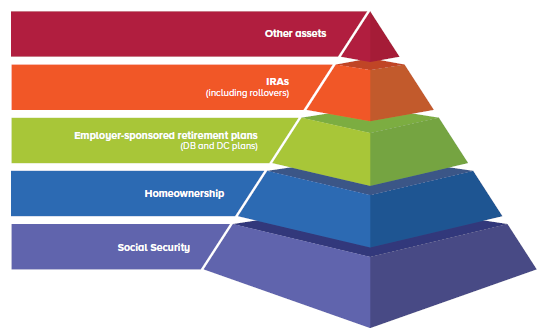 Other assets
IRAs
(including rollovers)
Employer-sponsored retirement plans
(DB and DC plans)
Homeownership
Social Security